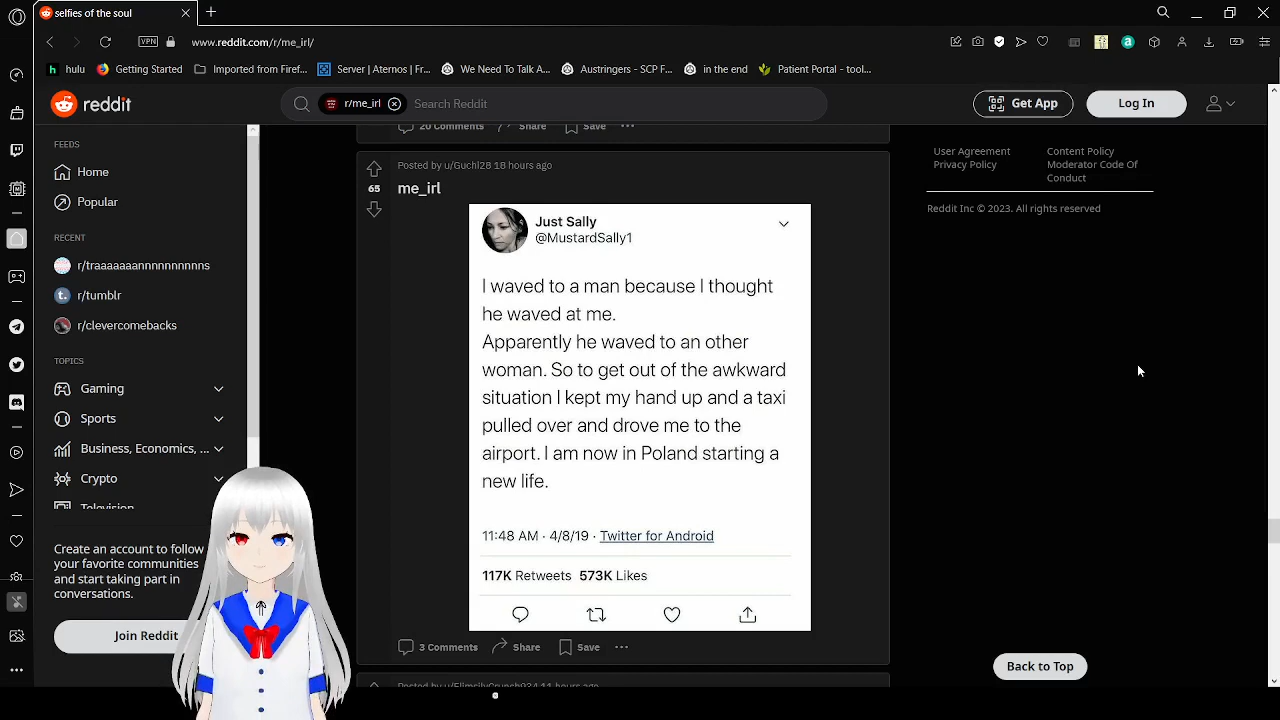 selfies of the soul
VPN
www.reddit.com/r/me_irl/
hulu
Getting Started
Imported from Firef...
Server | Aternos | Fr...
We Need To Talk A...
Austringers - SCP F...
in the end
Patient Portal - tool...
reddit
r/me_irl
Search Reddit
Get App
Log In
FEEDS
Home
Popular
RECENT
r/traaaaaaannnnnnnnnns
r/tumblr
r/clevercomebacks
TOPICS
Gaming
Sports
Business, Economics, ...
Crypto
Television
Create an account to follow
your favorite communities
and start taking part in
conversations.
Join Reddit
20 Comments
Share
Save
Posted by u/Guchl28 18 hours ago
65
me_irl
Just Sally
@MustardSally1
I waved to a man because I thought
he waved at me.
Apparently he waved to an other
woman. So to get out of the awkward
situation I kept my hand up and a taxi
pulled over and drove me to the
airport. I am now in Poland starting a
new life.
11:48 AM · 4/8/19 · Twitter for Android
117K Retweets 573K Likes
3 Comments
Share
Save
User Agreement
Privacy Policy
Content Policy
Moderator Code Of
Conduct
Reddit Inc © 2023. All rights reserved
Back to Top